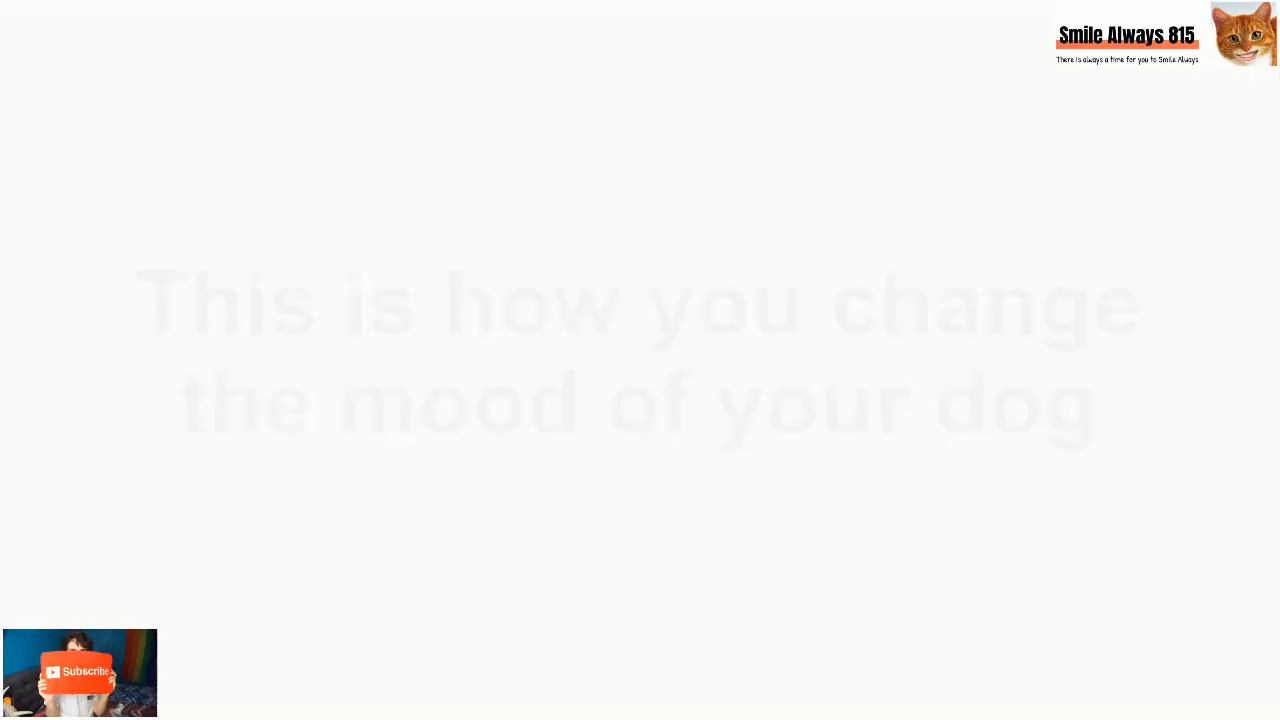 Smile Always 815
There is always a time for you to Smile Always
This is how you change
the mood of your dog
Subscribe